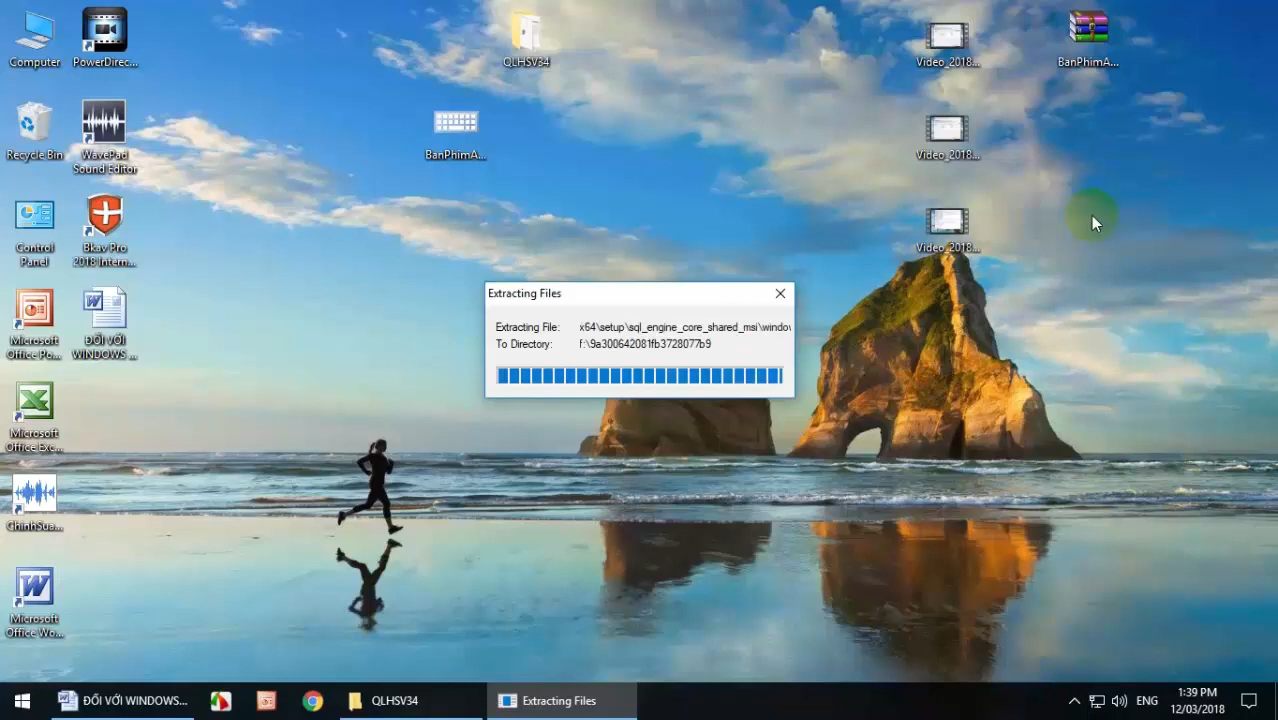 Computer
PowerDirec...
QLHSV34
Video_2018...
BanPhimA...
Recycle Bin
WavePad
Sound Editor
BanPhimA...
Video_2018...
Control
Panel
Bkav Pro
2018 Intern...
Video_2018...
Extracting Files
Extracting File: x64\setup\sql_engine_core_shared_msi\windov
To Directory: f:\9a300642081fb3728077b9
Microsoft
Office Po...
ĐỐI VỚI
WINDOWS ...
Microsoft
Office Exc...
ChinhSua...
Microsoft
Office Wo...
ĐỐI VỚI WINDOWS...
QLHSV34
Extracting Files
ENG
1:39 PM
12/03/2018